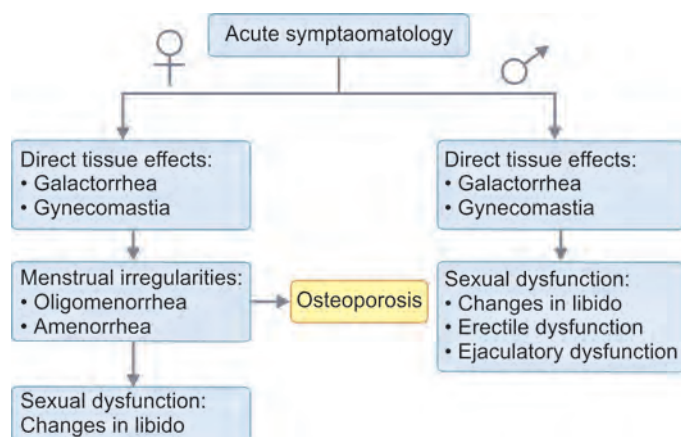 Acute symptaomatology
Direct tissue effects:
• Galactorrhea
• Gynecomastia
Menstrual irregularities:
• Oligomenorrhea
• Amenorrhea
Sexual dysfunction:
Changes in libido
Osteoporosis
Direct tissue effects:
• Galactorrhea
• Gynecomastia
Sexual dysfunction:
• Changes in libido
• Erectile dysfunction
• Ejaculatory dysfunction